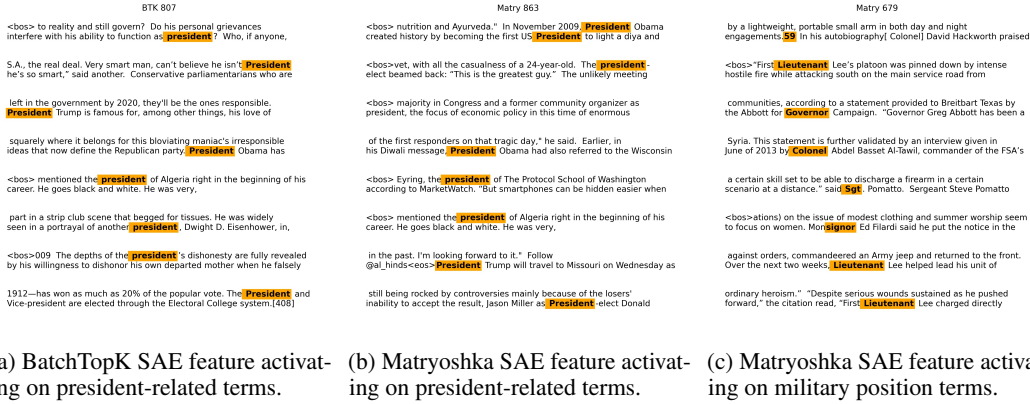 BTK 807
<bos> to reality and still govern?  Do his personal grievances
interfere with his ability to function as president?  Who, if anyone,
S.A., the real deal. Very smart man, can’t believe he isn’t President
he’s so smart,” said another.  Conservative parliamentarians who are
left in the government by 2020, they'll be the ones responsible.
President Trump is famous for, among other things, his love of
squarely where it belongs for this bloviating maniac's irresponsible
ideas that now define the Republican party. President Obama has
<bos> mentioned the president of Algeria right in the beginning of his
career. He goes black and white. He was very,
part in a strip club scene that begged for tissues. He was widely
seen in a portrayal of another president, Dwight D. Eisenhower, in,
<bos>009  The depths of the president's dishonesty are fully revealed
by his willingness to dishonor his own departed mother when he falsely
1912—has won as much as 20% of the popular vote. The President and
Vice-president are elected through the Electoral College system.[408]
a) BatchTopK SAE feature activat-
ng on president-related terms.
Matry 863
<bos> nutrition and Ayurveda."  In November 2009, President Obama
created history by becoming the first US President to light a diya and
<bos>vet, with all the casualness of a 24-year-old.  The president-
elect beamed back: “This is the greatest guy.”  The unlikely meeting
<bos> majority in Congress and a former community organizer as
president, the focus of economic policy in this time of enormous
of the first responders on that tragic day," he said.  Earlier, in
his Diwali message, President Obama had also referred to the Wisconsin
<bos> Eyring, the president of The Protocol School of Washington
according to MarketWatch. “But smartphones can be hidden easier when
<bos> mentioned the president of Algeria right in the beginning of his
career. He goes black and white. He was very,
in the past. I'm looking forward to it."  Follow
@al_hinds<eos>President Trump will travel to Missouri on Wednesday as
still being rocked by controversies mainly because of the losers'
inability to accept the result, Jason Miller as President-elect Donald
(b) Matryoshka SAE feature activat-
ing on president-related terms.
Matry 679
by a lightweight, portable small arm in both day and night
engagements.59  In his autobiography[ Colonel] David Hackworth praised
<bos>“First Lieutenant Lee’s platoon was pinned down by intense
hostile fire while attacking south on the main service road from
communities, according to a statement provided to Breitbart Texas by
the Abbott for Governor Campaign.  “Governor Greg Abbott has been a
Syria. This statement is further validated by an interview given in
June of 2013 by Colonel Abdel Basset Al-Tawil, commander of the FSA’s
a certain skill set to be able to discharge a firearm in a certain
scenario at a distance.” said Sgt. Pomatto.  Sergeant Steve Pomatto
<bos>ations) on the issue of modest clothing and summer worship seem
to focus on women. Monsignor Ed Filardi said he put the notice in the
against orders, commandeered an Army jeep and returned to the front.
Over the next two weeks, Lieutenant Lee helped lead his unit of
ordinary heroism.”  “Despite serious wounds sustained as he pushed
forward,” the citation read, “First Lieutenant Lee charged directly
(c) Matryoshka SAE feature activa
ing on military position terms.